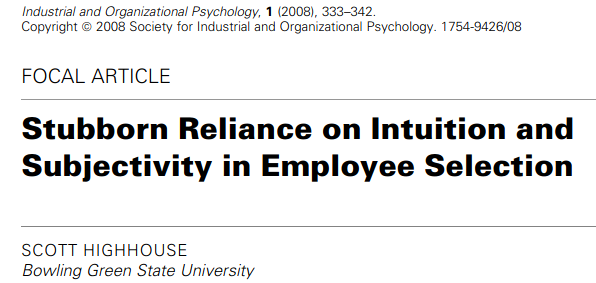 Industrial and Organizational Psychology, 1 (2008), 333–342.
Copyright © 2008 Society for Industrial and Organizational Psychology. 1754-9426/08
FOCAL ARTICLE
Stubborn Reliance on Intuition and
Subjectivity in Employee Selection
SCOTT HIGHHOUSE
Bowling Green State University